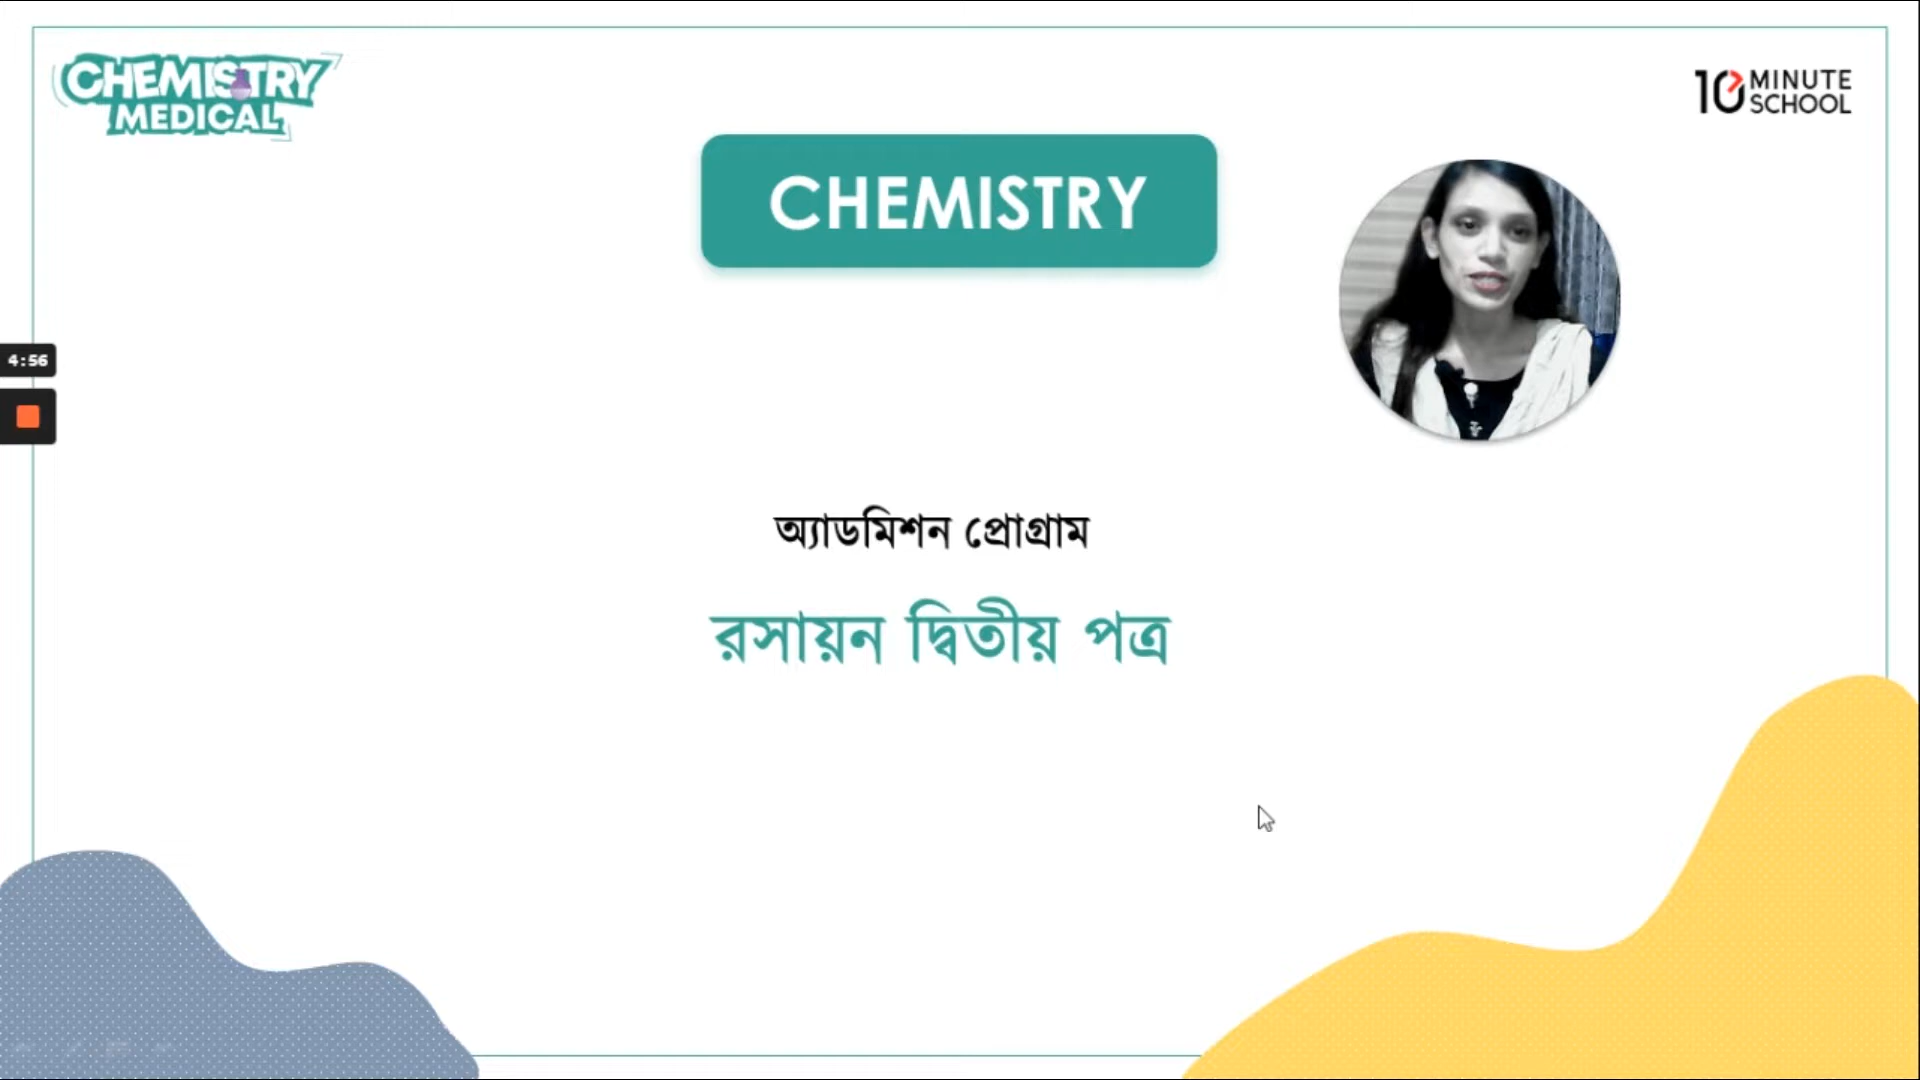 CHEMISTRY
MEDICAL
10 MINUTE
SCHOOL
CHEMISTRY
4:56
অ্যাডমিশন প্রোগ্রাম
রসায়ন দ্বিতীয় পত্র